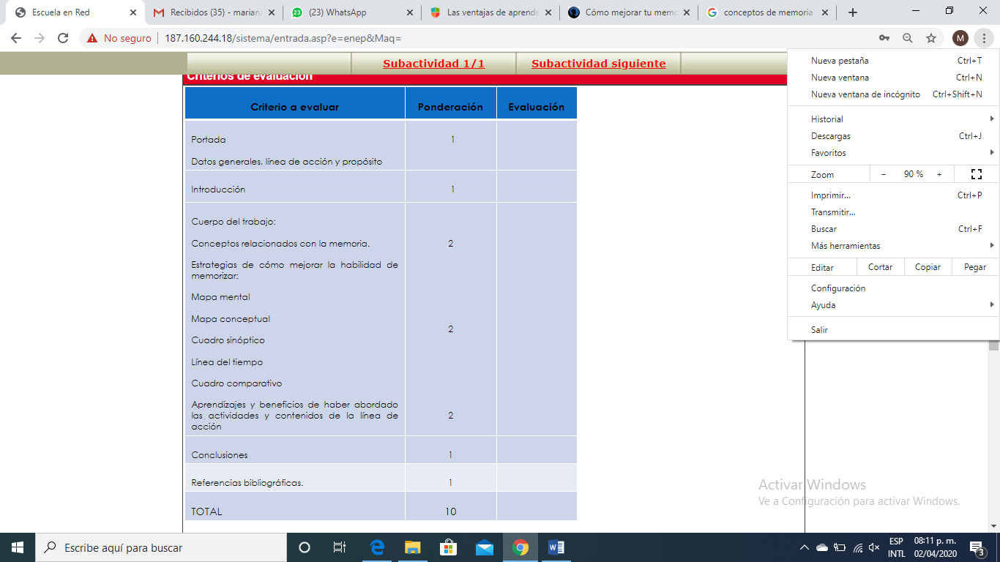 Escuela en Red
Recibidos (35) - mariana
(23) WhatsApp
Las ventajas de aprende
Cómo mejorar tu memo
conceptos de memoria
No seguro
187.160.244.18/sistema/entrada.asp?e=enep&Maq=
M
Subactividad 1/1
Subactividad siguiente
Criterios de evaluación
Criterio a evaluar Ponderación Evaluación
Portada 1
Datos generales, línea de acción y propósito
Introducción 1
Cuerpo del trabajo:
Conceptos relacionados con la memoria. 2
Estrategias de cómo mejorar la habilidad de
memorizar:
Mapa mental
Mapa conceptual
2
Cuadro sinóptico
Línea del tiempo
Cuadro comparativo
Aprendizajes y beneficios de haber abordado
las actividades y contenidos de la línea de 2
acción
Conclusiones 1
Referencias bibliográficas. 1
TOTAL 10
Nueva pestaña Ctrl+T
Nueva ventana Ctrl+N
Nueva ventana de incógnito Ctrl+Shift+N
Historial
Descargas Ctrl+J
Favoritos
Zoom − 90 % +
Imprimir... Ctrl+P
Transmitir...
Buscar Ctrl+F
Más herramientas
Editar Cortar Copiar Pegar
Configuración
Ayuda
Salir
Activar Windows
Ve a Configuración para activar Windows.
Escribe aquí para buscar
ESP
INTL
08:11 p. m.
02/04/2020
3